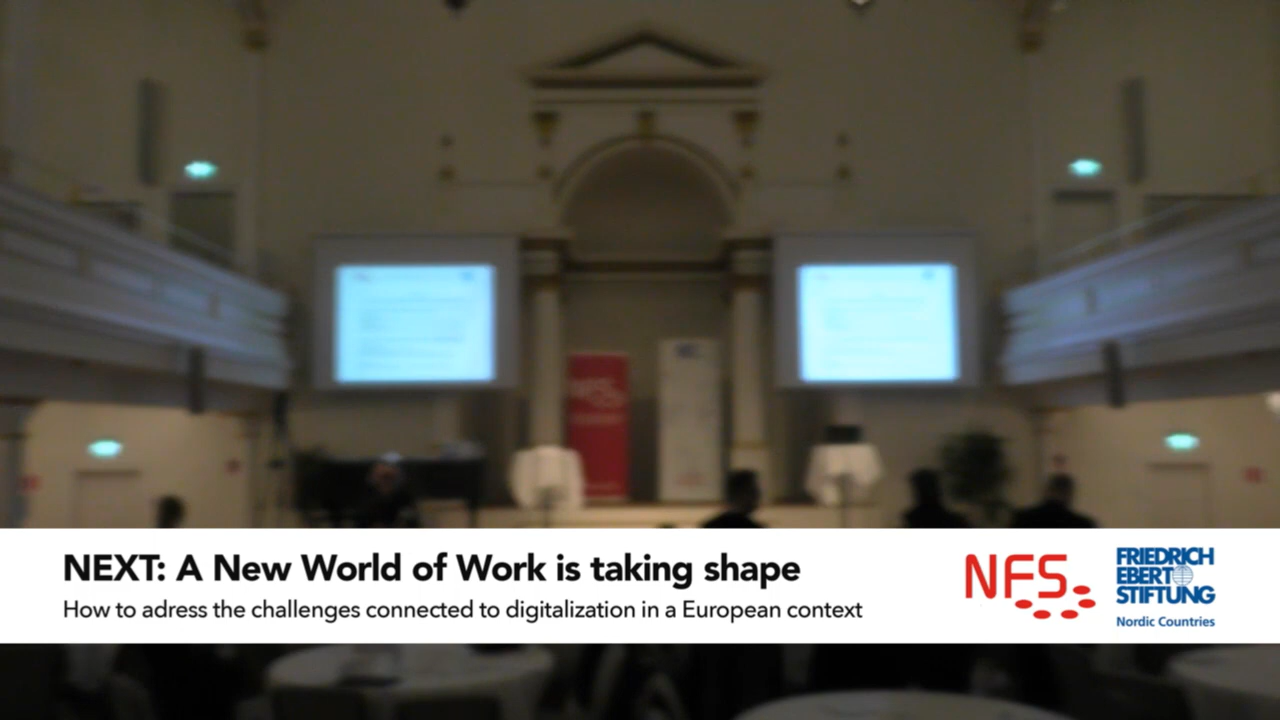 NFS
NEXT: A New World of Work is taking shape
How to adress the challenges connected to digitalization in a European context
NFS
FRIEDRICH
EBERT
STIFTUNG
Nordic Countries